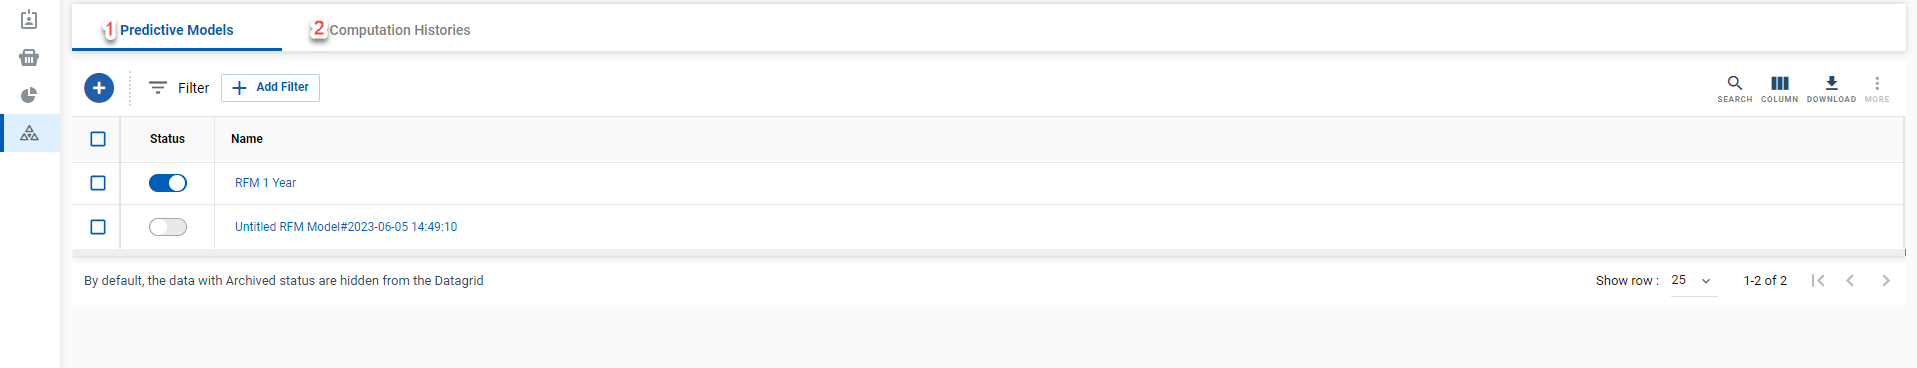 1 Predictive Models 2 Computation Histories
Filter Add Filter SEARCH COLUMN DOWNLOAD MORE
Status Name
RFM 1 Year
Untitled RFM Model#2023-06-05 14:49:10
By default, the data with Archived status are hidden from the Datagrid Show row : 25 1-2 of 2